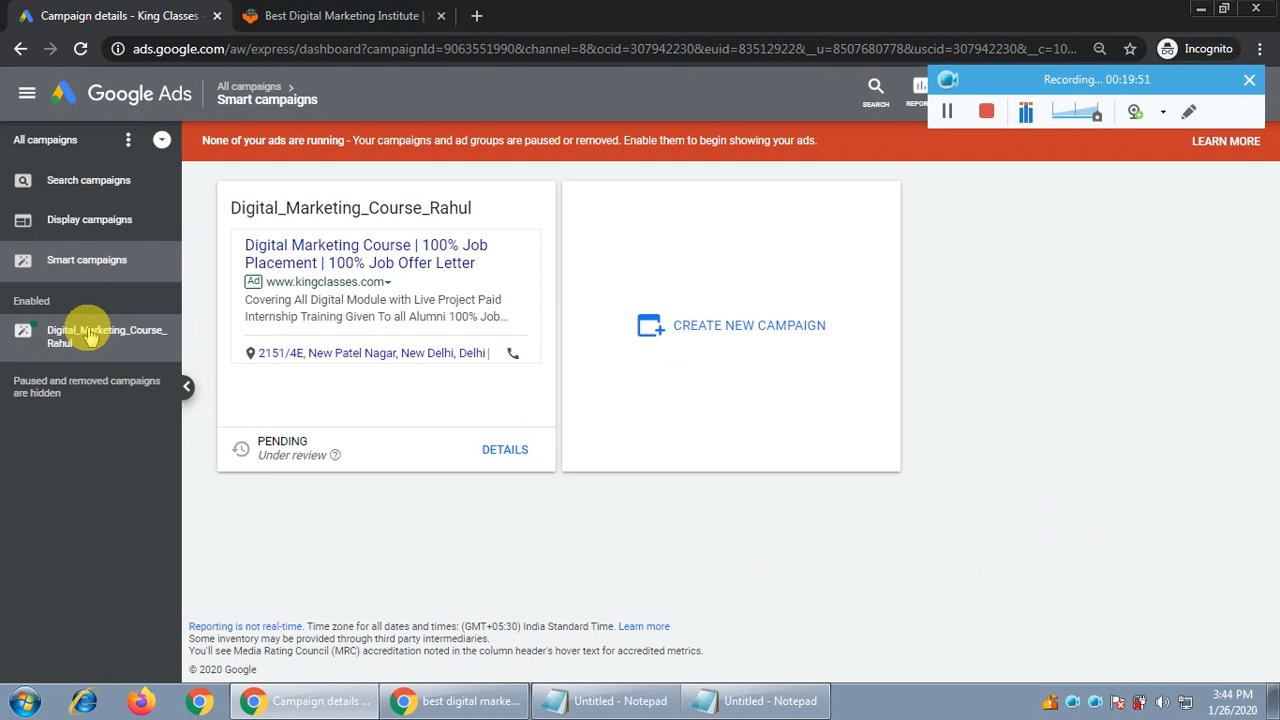 Campaign details - King Classes
Best Digital Marketing Institute |
ads.google.com/aw/express/dashboard?campaignId=9063551990&channel=8&ocid=307942230&euid=83512922&__u=8507680778&uscid=307942230&__c=10...
Incognito
Recording... 00:19:51
Google Ads
All campaigns
Smart campaigns
SEARCH
REPOR
All campaigns
None of your ads are running - Your campaigns and ad groups are paused or removed. Enable them to begin showing your ads.
LEARN MORE
Search campaigns
Display campaigns
Smart campaigns
Enabled
Digital_Marketing_Course_
Rahul
Paused and removed campaigns
are hidden
Digital_Marketing_Course_Rahul
Digital Marketing Course | 100% Job
Placement | 100% Job Offer Letter
Ad www.kingclasses.com
Covering All Digital Module with Live Project Paid
Internship Training Given To all Alumni 100% Job...
2151/4E, New Patel Nagar, New Delhi, Delhi |
PENDING
Under review
DETAILS
CREATE NEW CAMPAIGN
Reporting is not real-time. Time zone for all dates and times: (GMT+05:30) India Standard Time. Learn more
Some inventory may be provided through third party intermediaries.
You'll see Media Rating Council (MRC) accreditation noted in the column header's hover text for accredited metrics.
© 2020 Google
Campaign details ...
best digital marke...
Untitled - Notepad
Untitled - Notepad
3:44 PM
1/26/2020